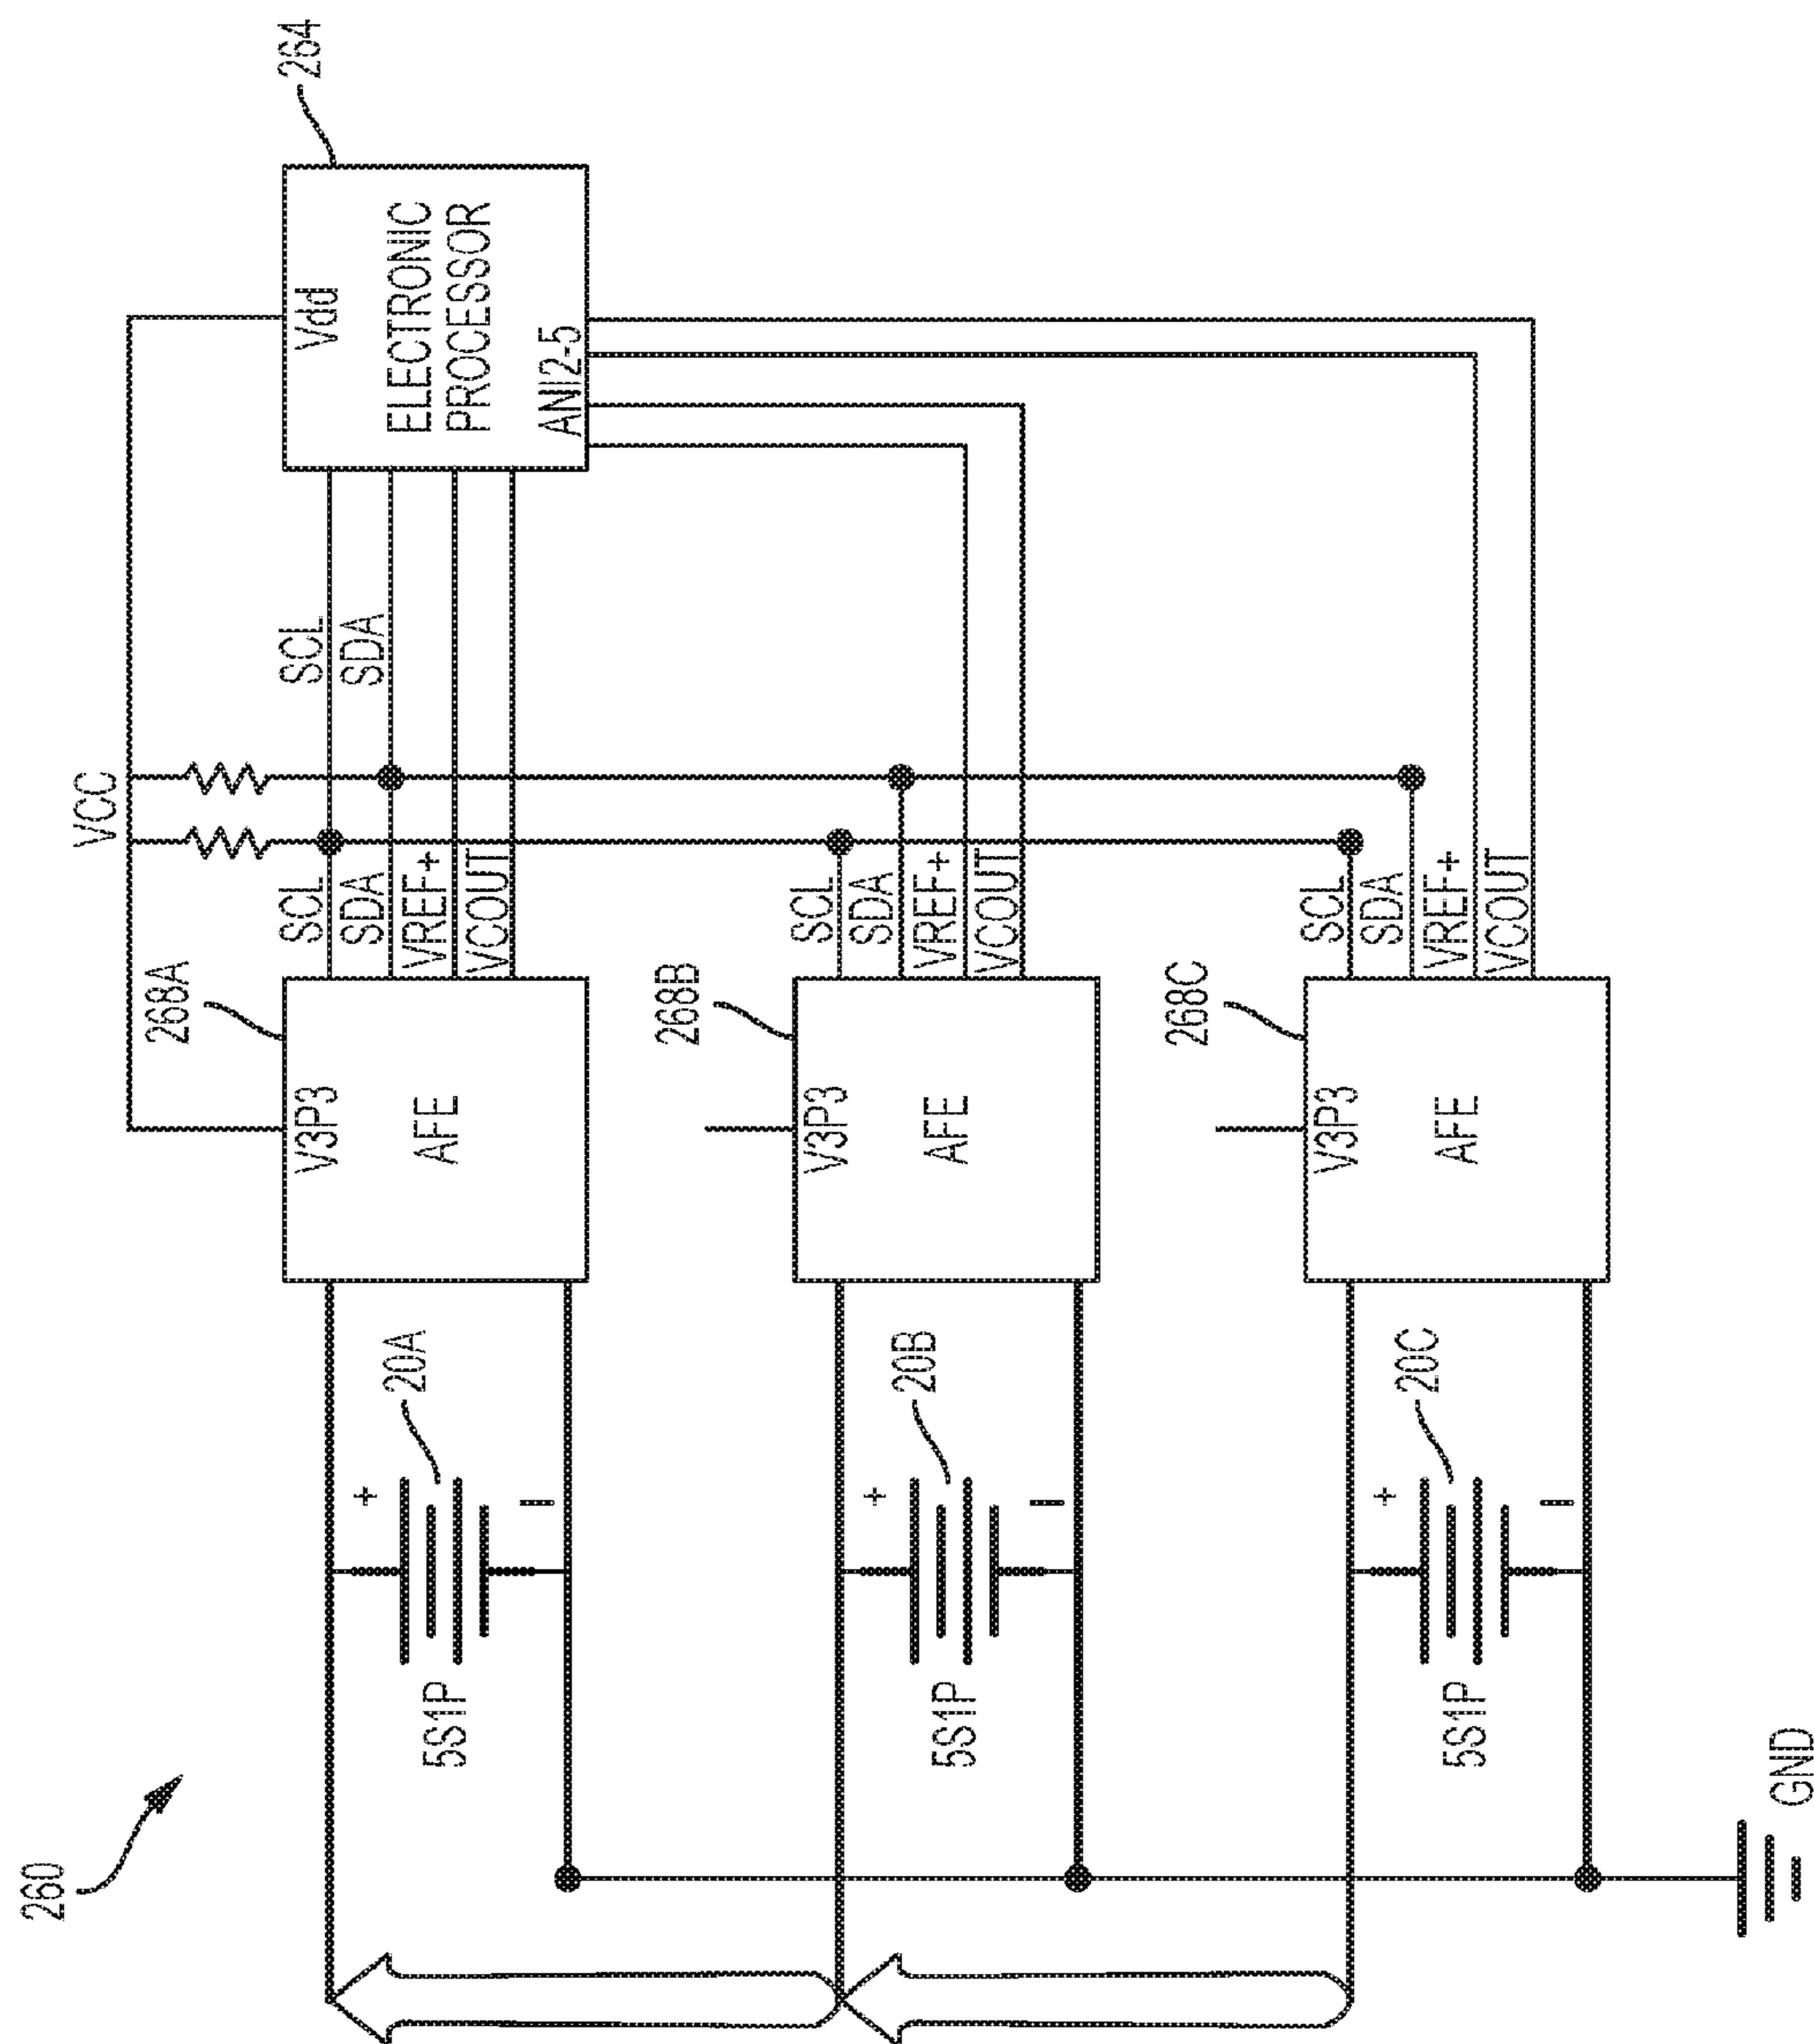 260
VCC
268A
V3P3
SCL
SCL
Vdd
264
+
SDA
SDA
20A
VREF+
ELECTRONIC
5S1P
AFE
PROCESSOR
VCOUT
-
ANI2-5
268B
V3P3
SCL
+
SDA
20B
VREF+
5S1P
AFE
VCOUT
-
268C
V3P3
SCL
+
SDA
20C
VREF+
5S1P
AFE
VCOUT
-
GND